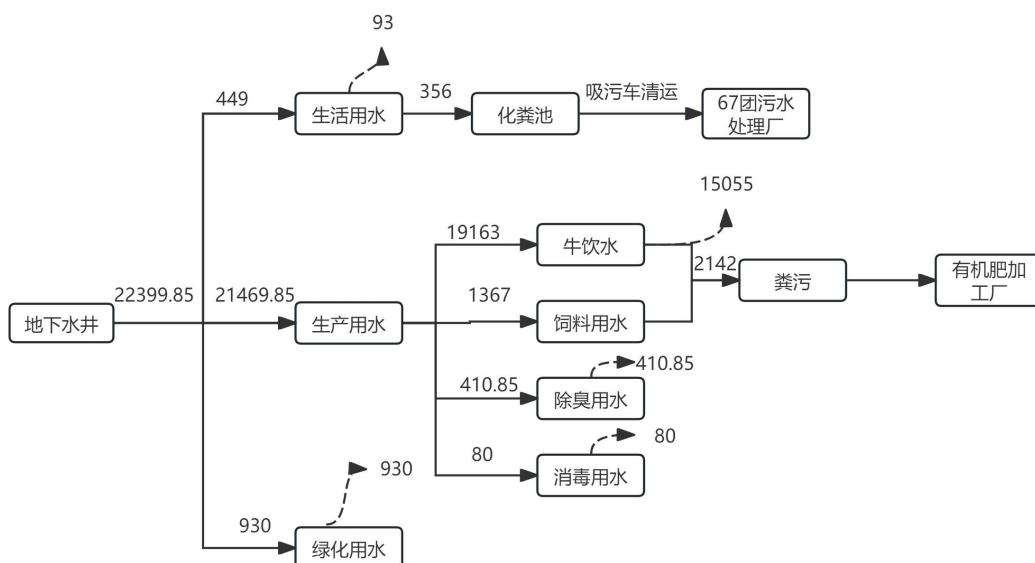 93
449
生活用水
356
化粪池
吸污车清运
67团污水
处理厂
15055
19163
牛饮水
2142
粪污
有机肥加
工厂
地下水井
22399.85
21469.85
生产用水
1367
饲料用水
410.85
除臭用水
410.85
80
消毒用水
80
930
930
绿化用水